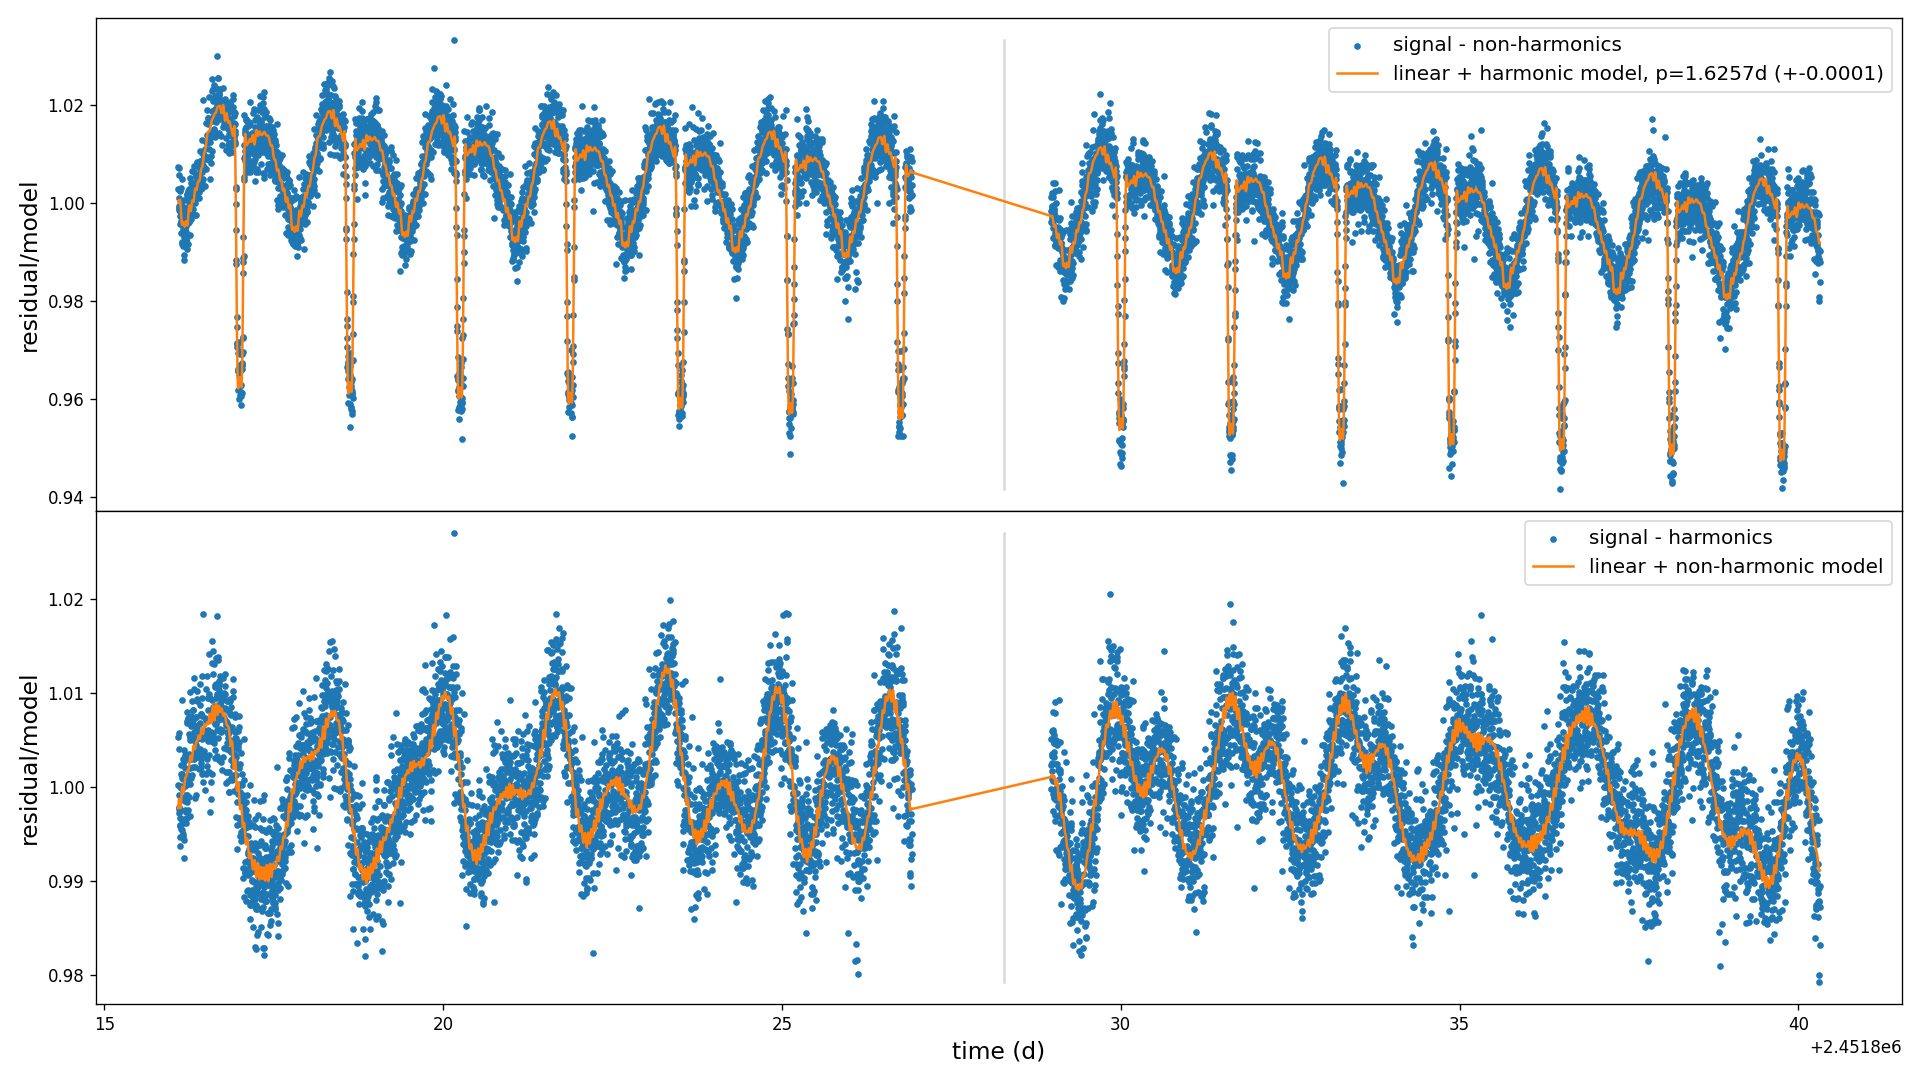 signal - non-harmonics
linear + harmonic model, p=1.6257d (+-0.0001)
residual/model
1.02
1.00
0.98
0.96
0.94
signal - harmonics
linear + non-harmonic model
residual/model
1.02
1.01
1.00
0.99
0.98
15
20
25
30
35
40
time (d)
+2.4518e6